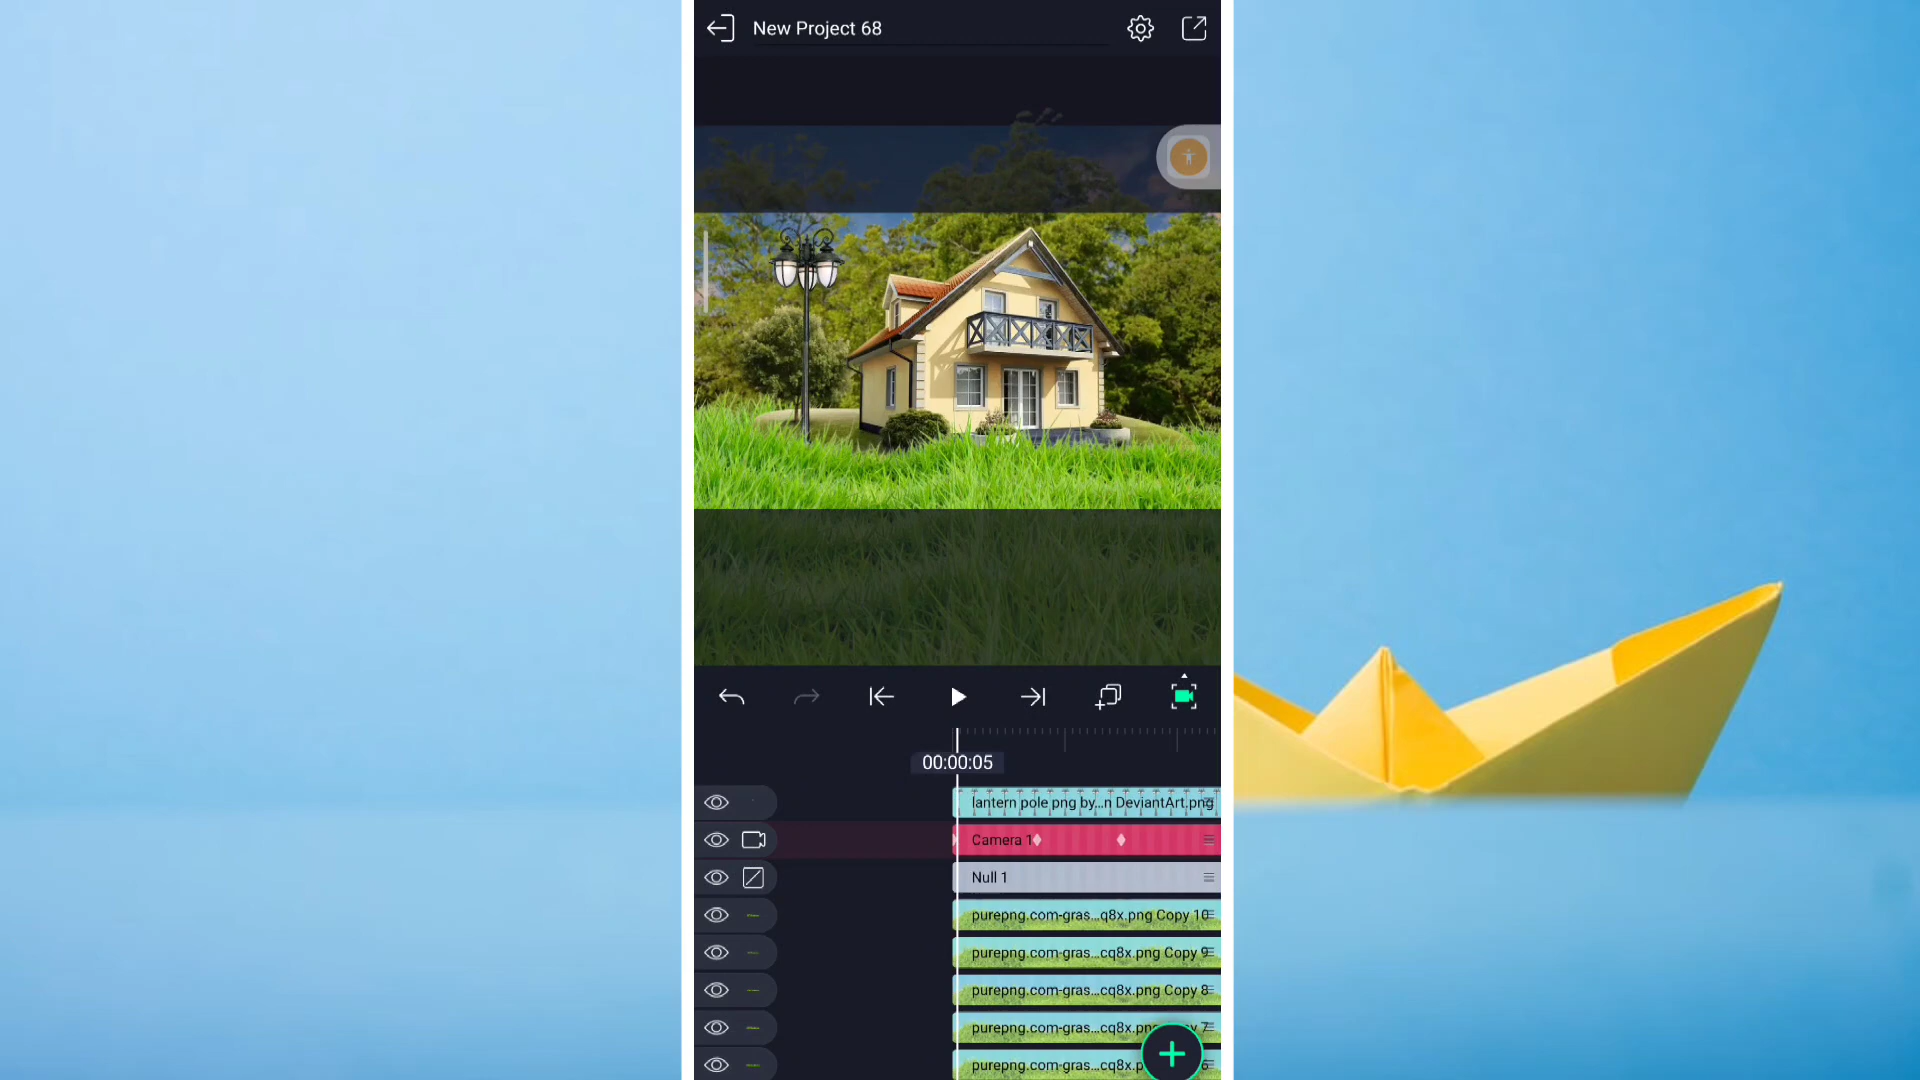 New Project 68
00:00:05
lantern pole png by...n DeviantArt.png
Camera 1
Null 1
purepng.com-gras...q8x.png Copy 10
purepng.com-gras...cq8x.png Copy 9
purepng.com-gras...cq8x.png Copy 8
purepng.com-gras...cq8x.png 7
purepng.com-gras...cq8x.p